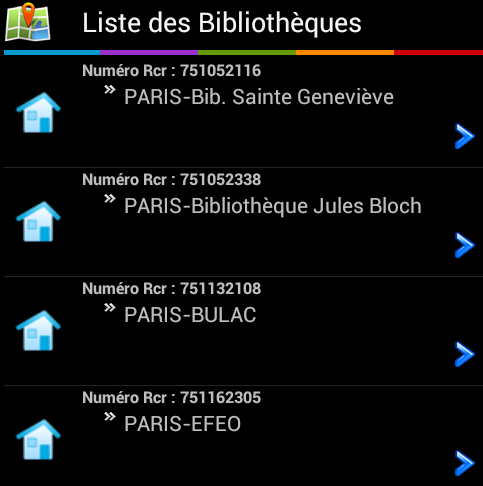 Liste des Bibliothèques
Numéro Rcr : 751052116
» PARIS-Bib. Sainte Geneviève
Numéro Rcr : 751052338
» PARIS-Bibliothèque Jules Bloch
Numéro Rcr : 751132108
» PARIS-BULAC
Numéro Rcr : 751162305
» PARIS-EFEO